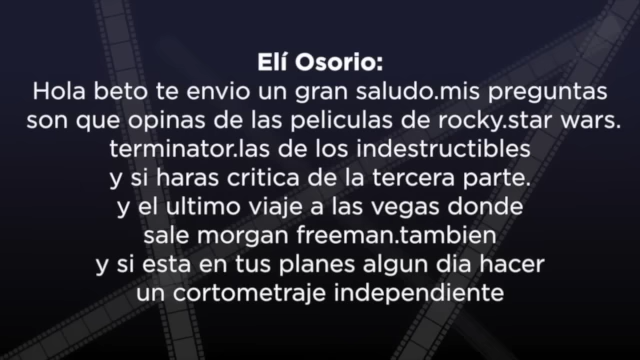 Elí Osorio:
Hola beto te envio un gran saludo.mis preguntas
son que opinas de las peliculas de rocky.star wars.
terminator.las de los indestructibles
y si haras critica de la tercera parte.
y el ultimo viaje a las vegas donde
sale morgan freeman.tambien
y si esta en tus planes algun dia hacer
un cortometraje independiente